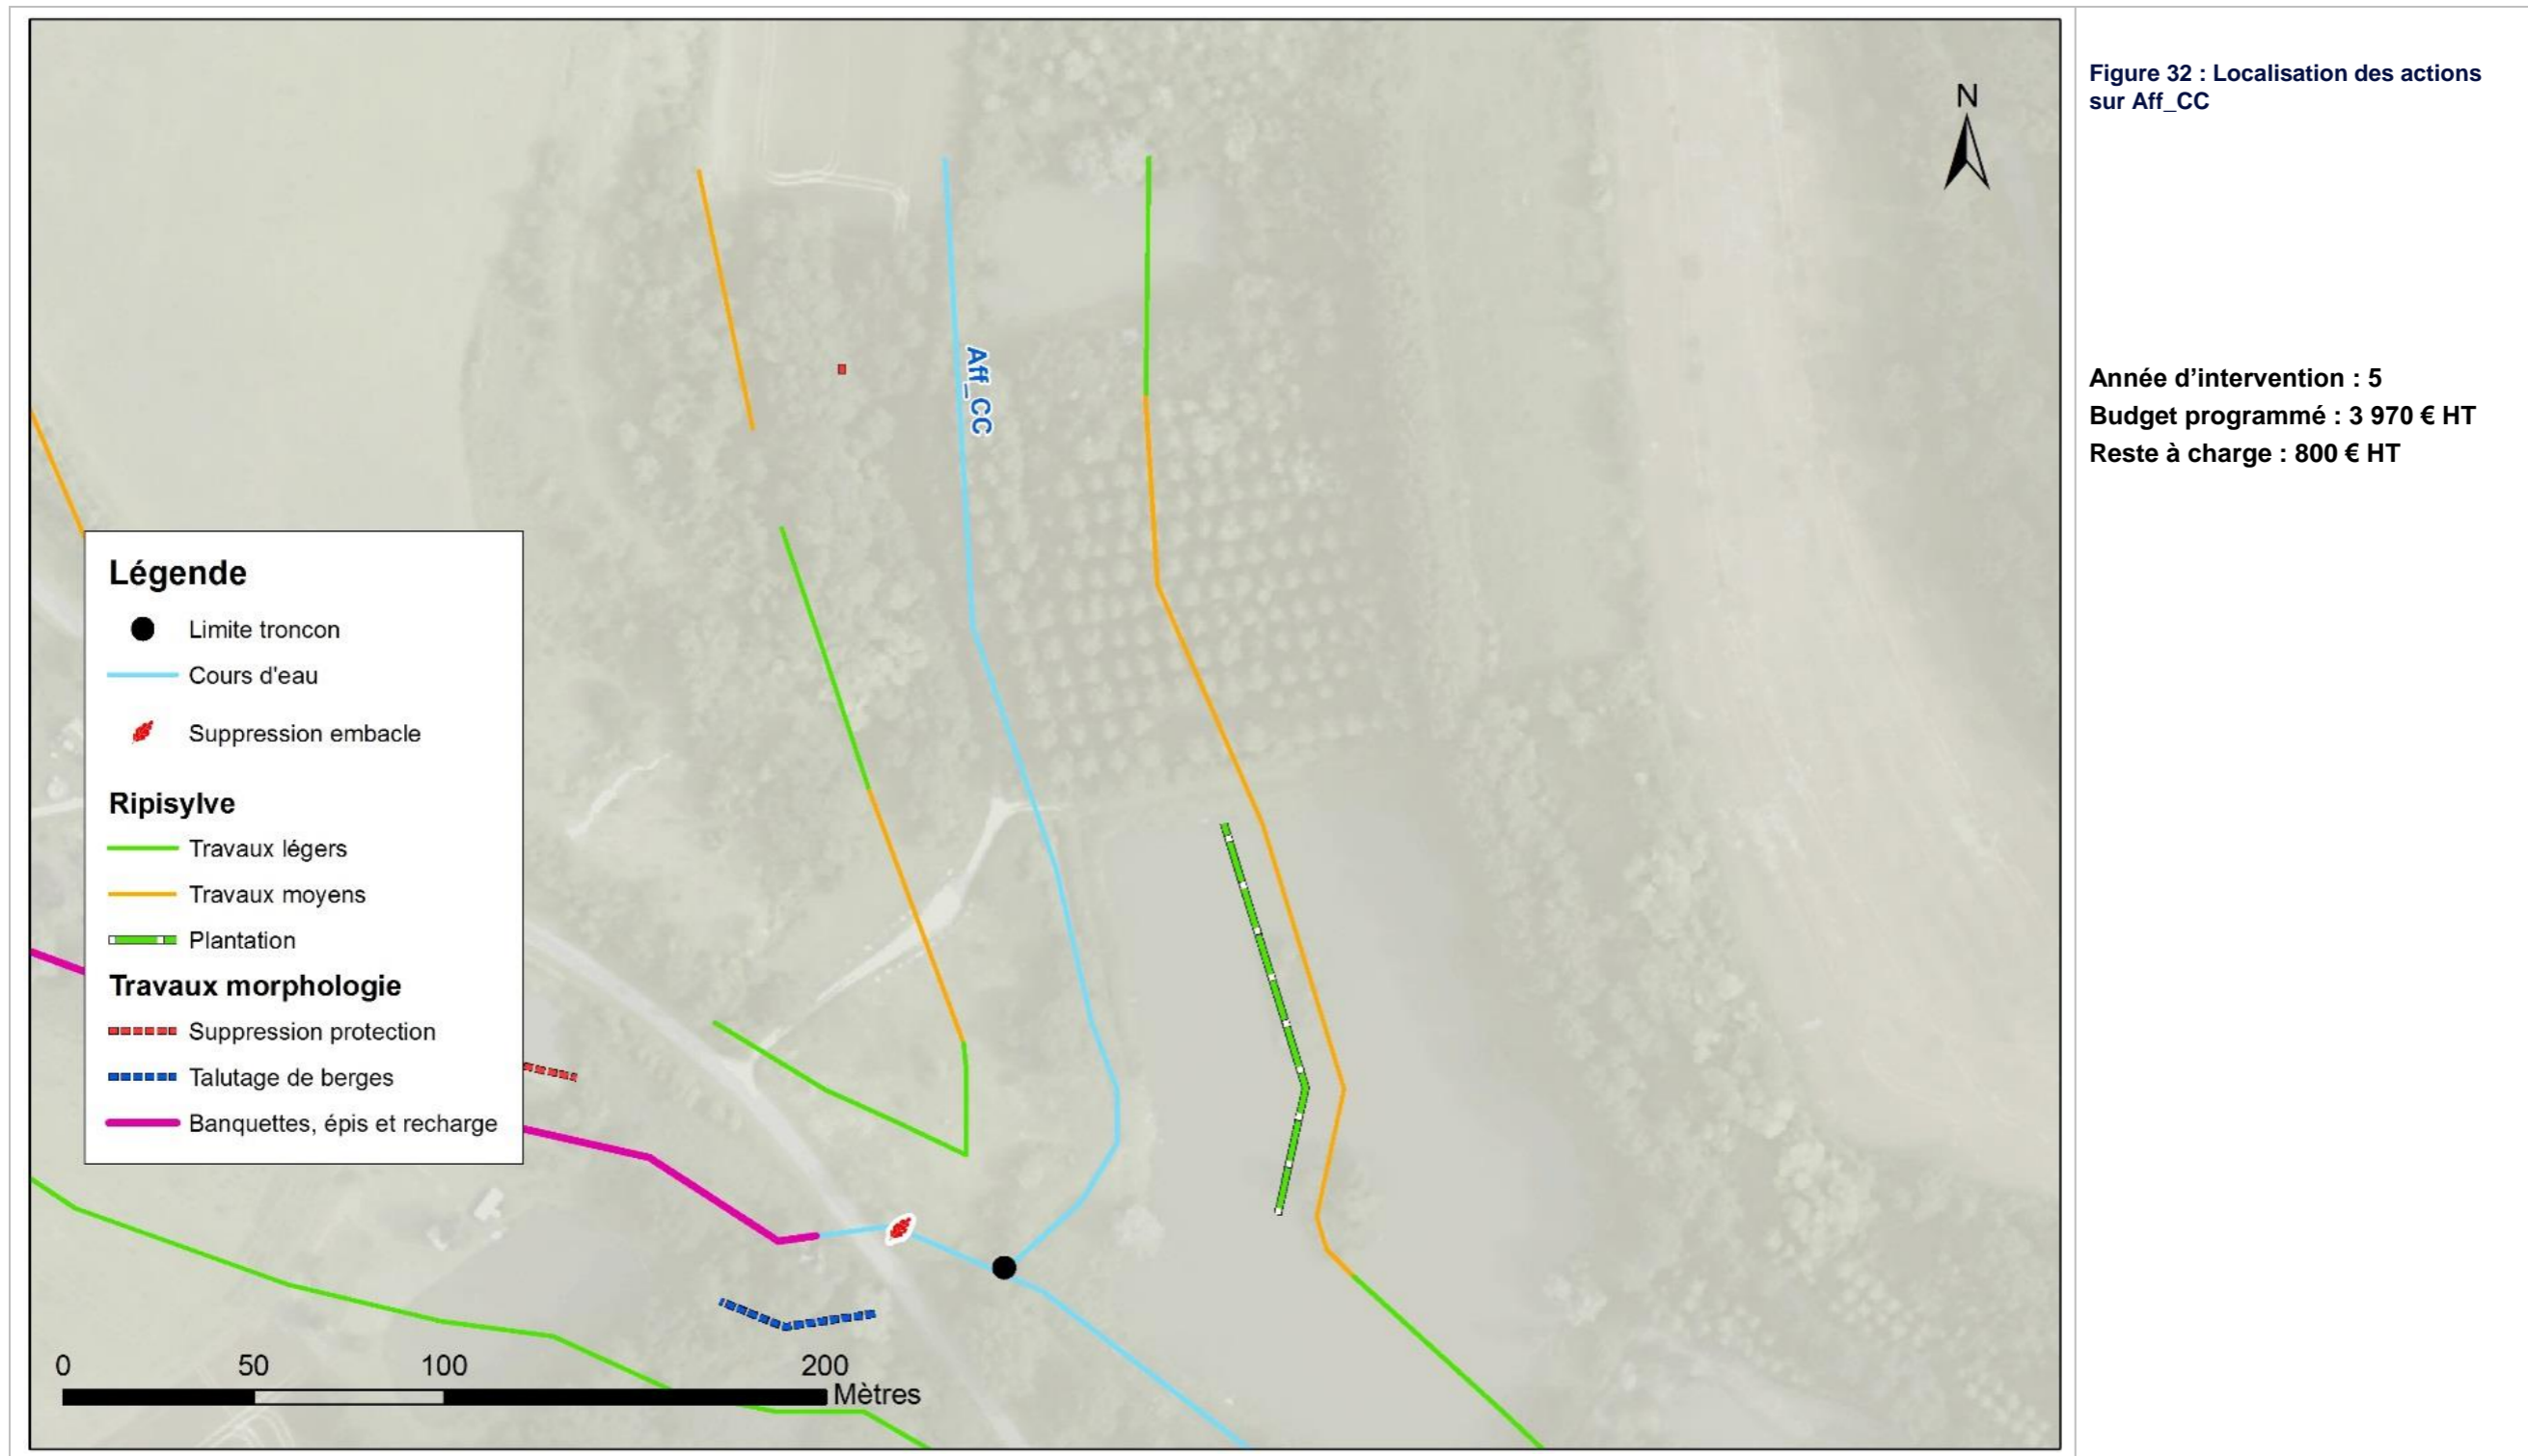 Figure 32 : Localisation des actions
sur Aff_CC
Année d’intervention : 5
Budget programmé : 3 970 € HT
Reste à charge : 800 € HT
N
Aff_CC
Légende
Limite troncon
Cours d'eau
Suppression embacle
Ripisylve
Travaux légers
Travaux moyens
Plantation
Travaux morphologie
Suppression protection
Talutage de berges
Banquettes, épis et recharge
0 50 100 200
Mètres